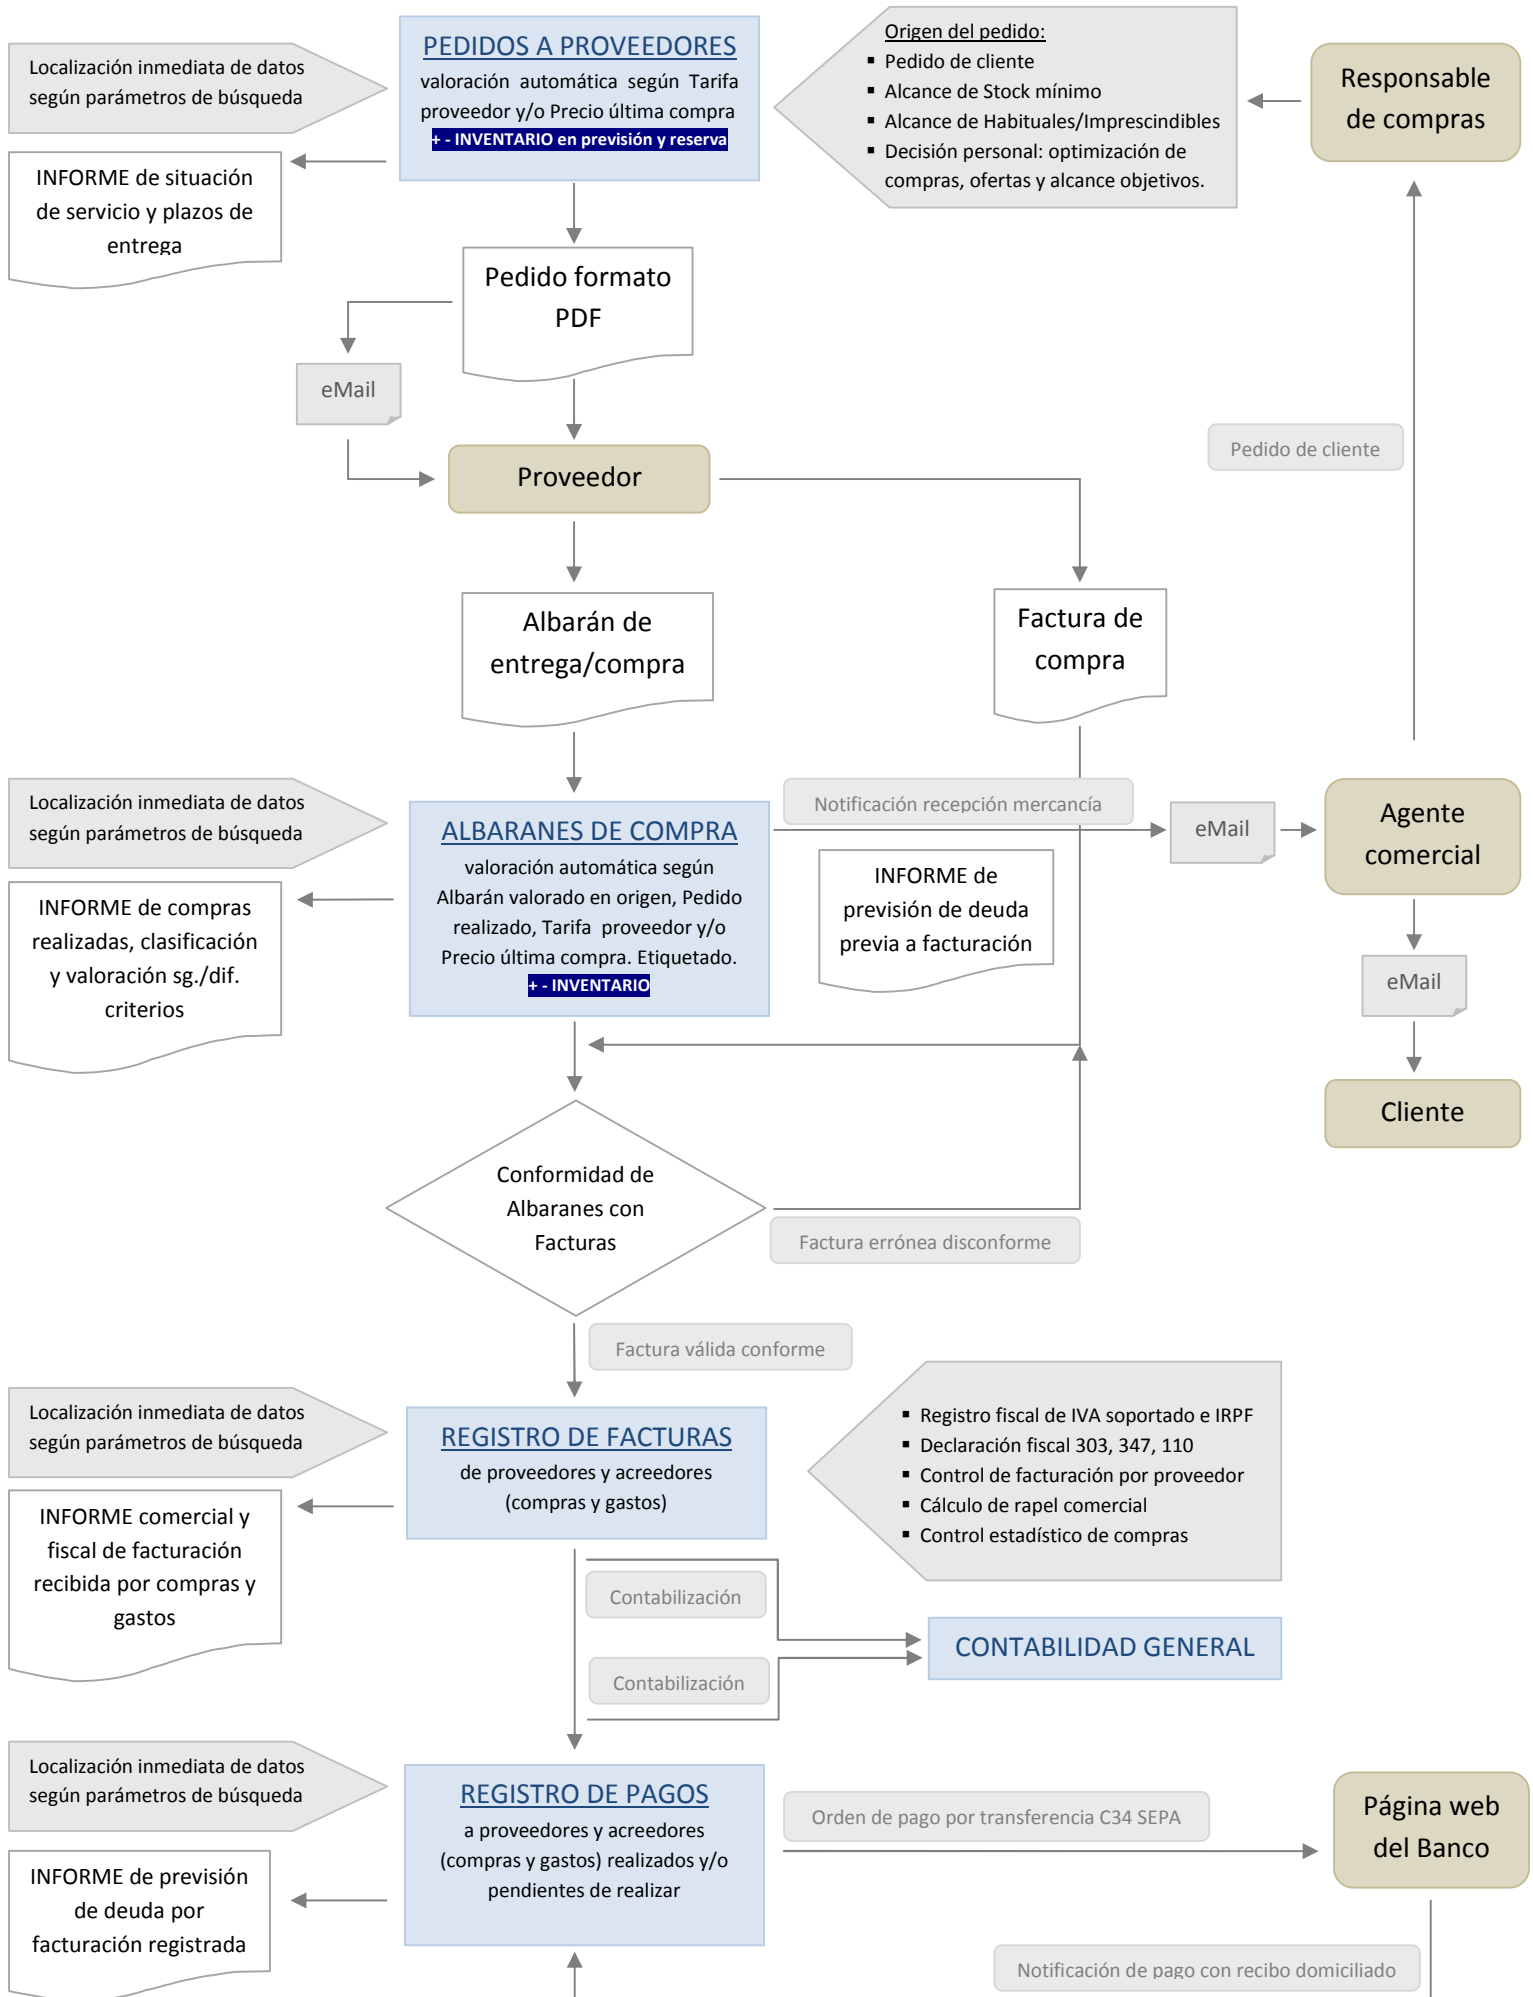 Localización inmediata de datos
según parámetros de búsqueda
PEDIDOS A PROVEEDORES
valoración automática según Tarifa
proveedor y/o Precio última compra
+ - INVENTARIO en previsión y reserva
Origen del pedido:
▪ Pedido de cliente
▪ Alcance de Stock mínimo
▪ Alcance de Habituales/Imprescindibles
▪ Decisión personal: optimización de
compras, ofertas y alcance objetivos.
Responsable
de compras
INFORME de situación
de servicio y plazos de
entrega
Pedido formato
PDF
eMail
Pedido de cliente
Proveedor
Albarán de
entrega/compra
Factura de
compra
Localización inmediata de datos
según parámetros de búsqueda
ALBARANES DE COMPRA
valoración automática según
Albarán valorado en origen, Pedido
realizado, Tarifa proveedor y/o
Precio última compra. Etiquetado.
+ - INVENTARIO
Notificación recepción mercancía
eMail
Agente
comercial
INFORME de compras
realizadas, clasificación
y valoración sg./dif.
criterios
INFORME de
previsión de deuda
previa a facturación
eMail
Cliente
Conformidad de
Albaranes con
Facturas
Factura errónea disconforme
Factura válida conforme
Localización inmediata de datos
según parámetros de búsqueda
REGISTRO DE FACTURAS
de proveedores y acreedores
(compras y gastos)
▪ Registro fiscal de IVA soportado e IRPF
▪ Declaración fiscal 303, 347, 110
▪ Control de facturación por proveedor
▪ Cálculo de rapel comercial
▪ Control estadístico de compras
INFORME comercial y
fiscal de facturación
recibida por compras y
gastos
Contabilización
CONTABILIDAD GENERAL
Contabilización
Localización inmediata de datos
según parámetros de búsqueda
REGISTRO DE PAGOS
a proveedores y acreedores
(compras y gastos) realizados y/o
pendientes de realizar
Orden de pago por transferencia C34 SEPA
Página web
del Banco
INFORME de previsión
de deuda por
facturación registrada
Notificación de pago con recibo domiciliado